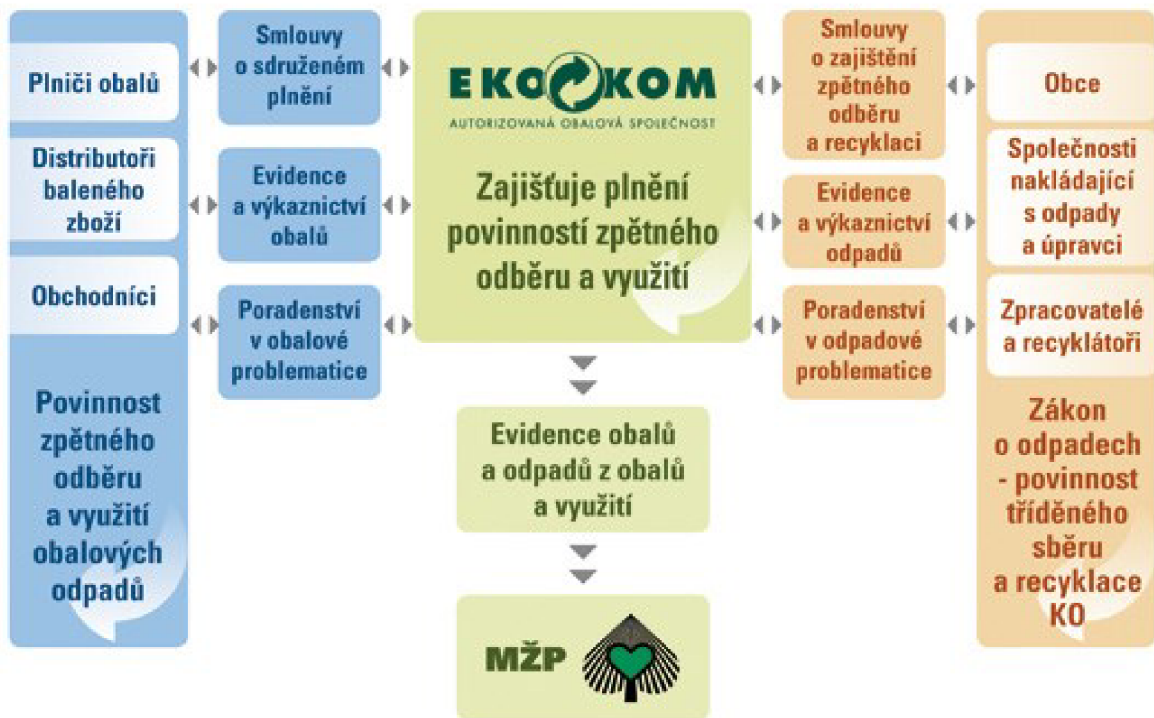 Plniči obalů
Distributoři
baleného
zboží
Obchodníci
Povinnost
zpětného
odběru
a využití
obalových
odpadů
Smlouvy
o sdruženém
plnění
Evidence
a výkaznictví
obalů
Poradenství
v obalové
problematice
EKO KOM
AUTORIZOVANÁ OBALOVÁ SPOLEČNOST
Zajišťuje plnění
povinností zpětného
odběru a využití
Evidence obalů
a odpadů z obalů
a využití
MŽP
Smlouvy
o zajištění
zpětného
odběru
a recyklaci
Evidence
a výkaznictví
odpadů
Poradenství
v odpadové
problematice
Obce
Společnosti
nakládající
s odpady
a úpravci
Zpracovatelé
a recyklátoři
Zákon
o odpadech
- povinnost
tříděného
sběru
a recyklace
KO